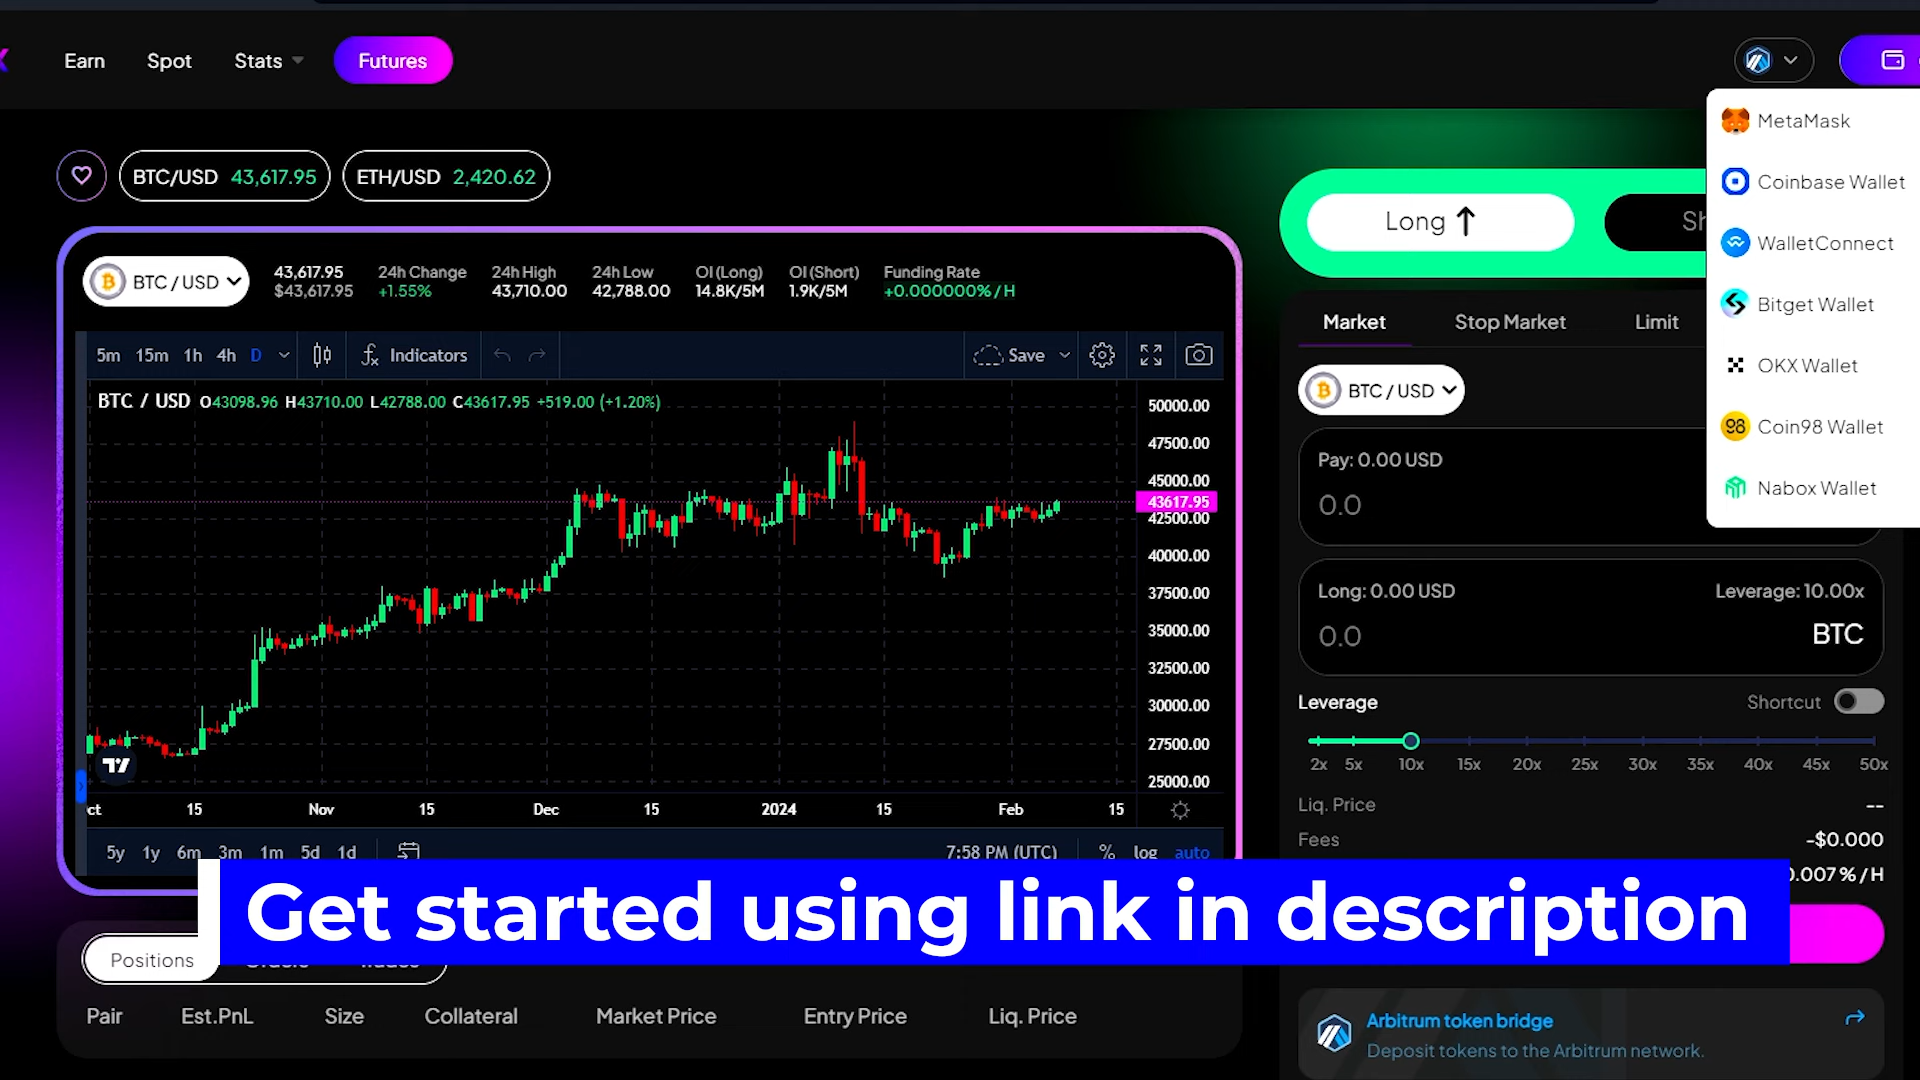 Earn Spot Stats Futures
MetaMask
Coinbase Wallet
WalletConnect
Bitget Wallet
OKX Wallet
Coin98 Wallet
Nabox Wallet
BTC/USD 43,617.95 ETH/USD 2,420.62
Long ↑
BTC / USD
43,617.95 24h Change 24h High 24h Low OI (Long) OI (Short) Funding Rate
$43,617.95 +1.55% 43,710.00 42,788.00 14.8K/5M 1.9K/5M +0.000000% / H
Market Stop Market Limit
5m 15m 1h 4h D Indicators Save
BTC / USD O43098.96 H43710.00 L42788.00 C43617.95 +519.00 (+1.20%)
50000.00
47500.00
45000.00
43617.95
42500.00
40000.00
37500.00
35000.00
32500.00
30000.00
27500.00
25000.00
15 Nov 15 Dec 15 2024 15 Feb 15
5y 1y 6m 3m 1m 5d 1d 7:58 PM (UTC) % log auto
BTC / USD
Pay: 0.00 USD
0.0
Long: 0.00 USD Leverage: 10.00x
0.0 BTC
Leverage Shortcut
2x 5x 10x 15x 20x 25x 30x 35x 40x 45x 50x
Liq. Price --
Fees -$0.000
0.007% / H
Get started using link in description
Positions
Pair Est.PnL Size Collateral Market Price Entry Price Liq. Price
Arbitrum token bridge
Deposit tokens to the Arbitrum network.